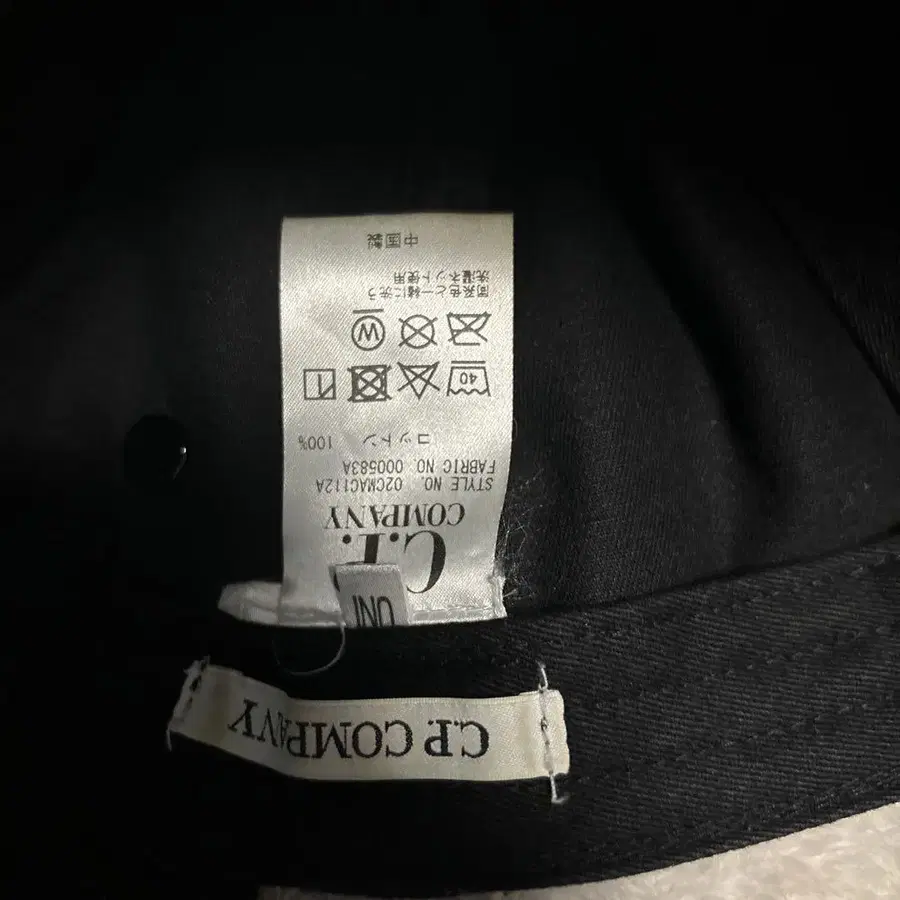 C.P. COMPANY
UNI
C.P.
COMPANY
STYLE NO. 02CMAC112A
FABRIC NO. 000583A
コットン 100%
40
W
同系色と一緒に洗う
洗濯ネット使用
中国製